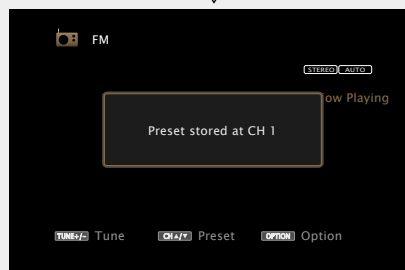 FM
STEREO AUTO
ow Playing
Preset stored at CH 1
TUNE+/- Tune CH▲/▼ Preset OPTION Option